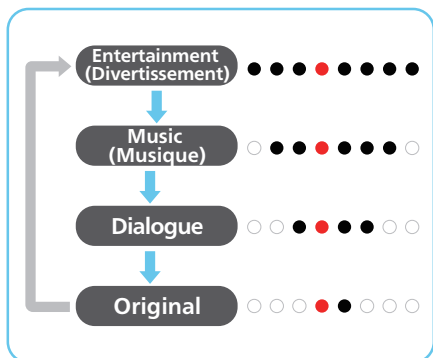 Entertainment
(Divertissement)
Music
(Musique)
Dialogue
Original